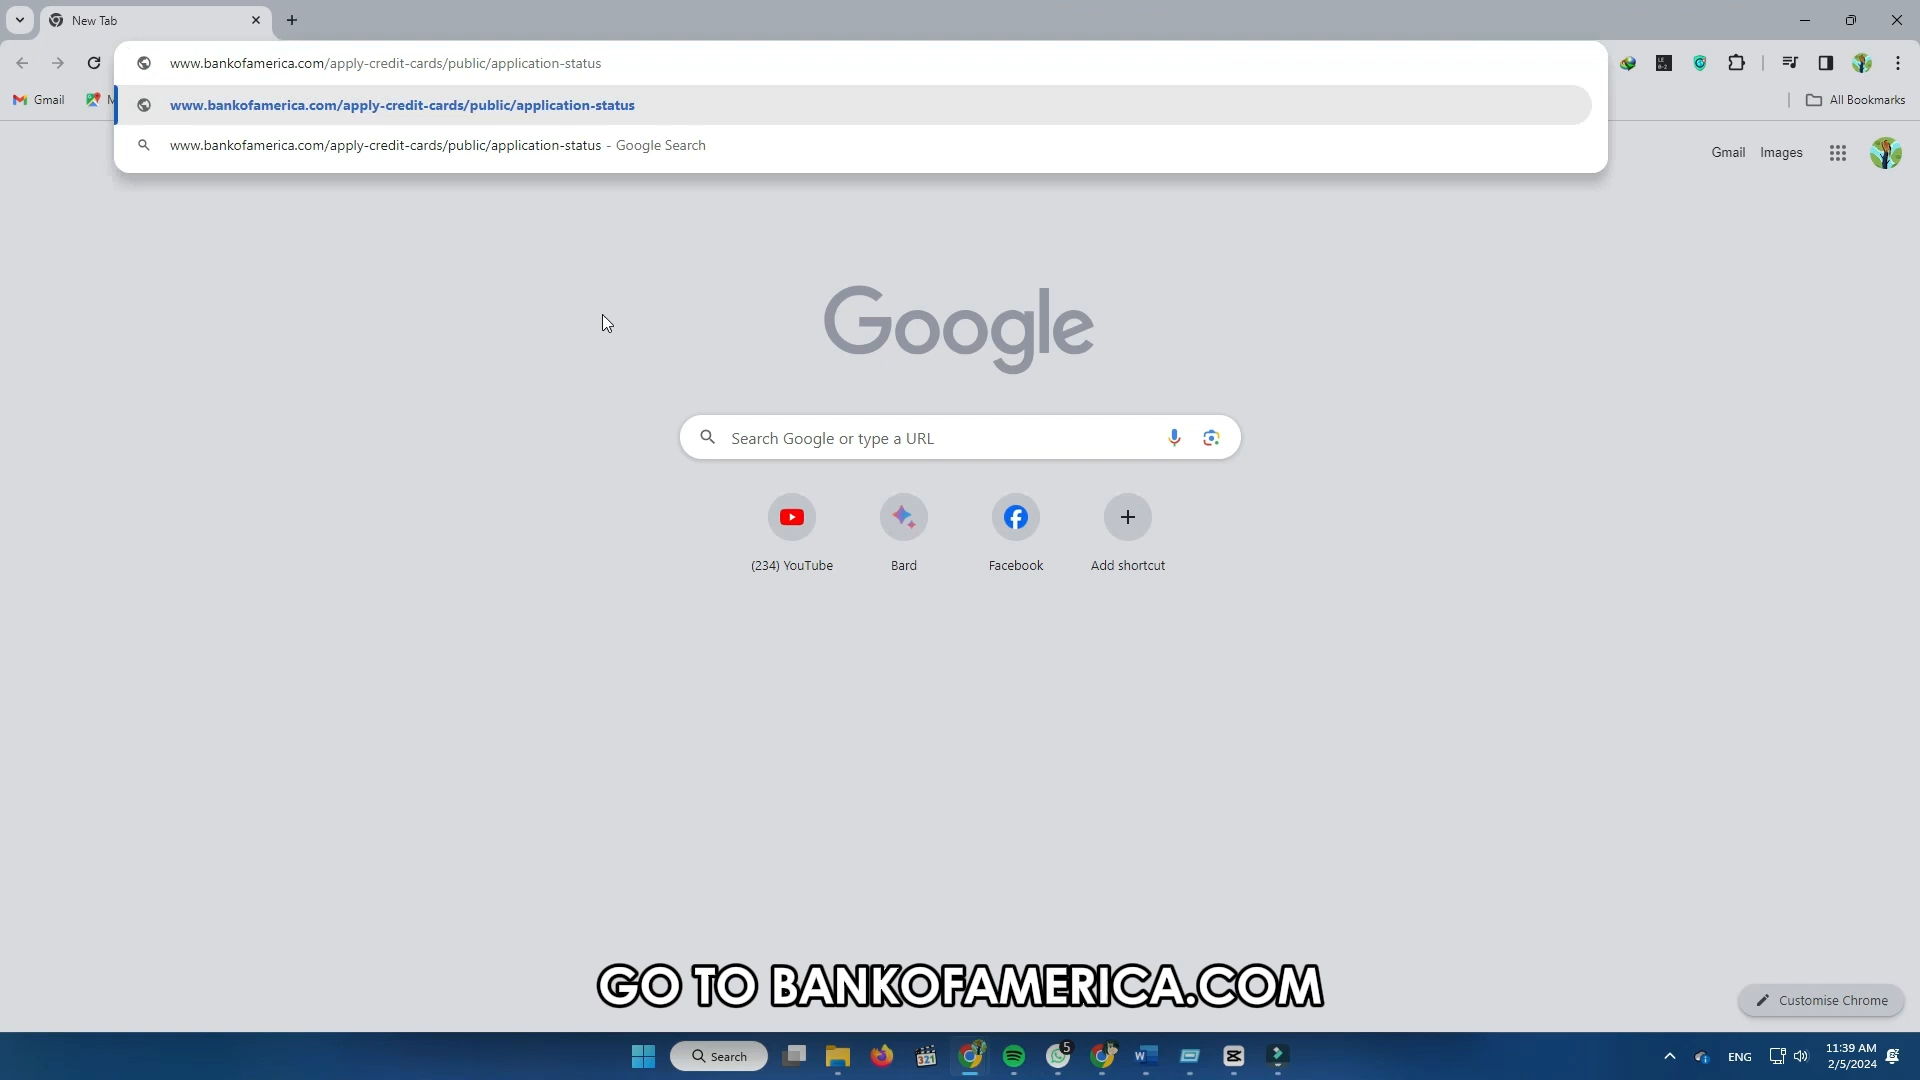 New Tab
www.bankofamerica.com/apply-credit-cards/public/application-status
www.bankofamerica.com/apply-credit-cards/public/application-status
www.bankofamerica.com/apply-credit-cards/public/application-status - Google Search
Gmail
All Bookmarks
Gmail Images
Google
Search Google or type a URL
(234) YouTube
Bard
Facebook
Add shortcut
GO TO BANKOFAMERICA.COM
Customise Chrome
Search
321
5
W
ENG
11:39 AM
2/5/2024